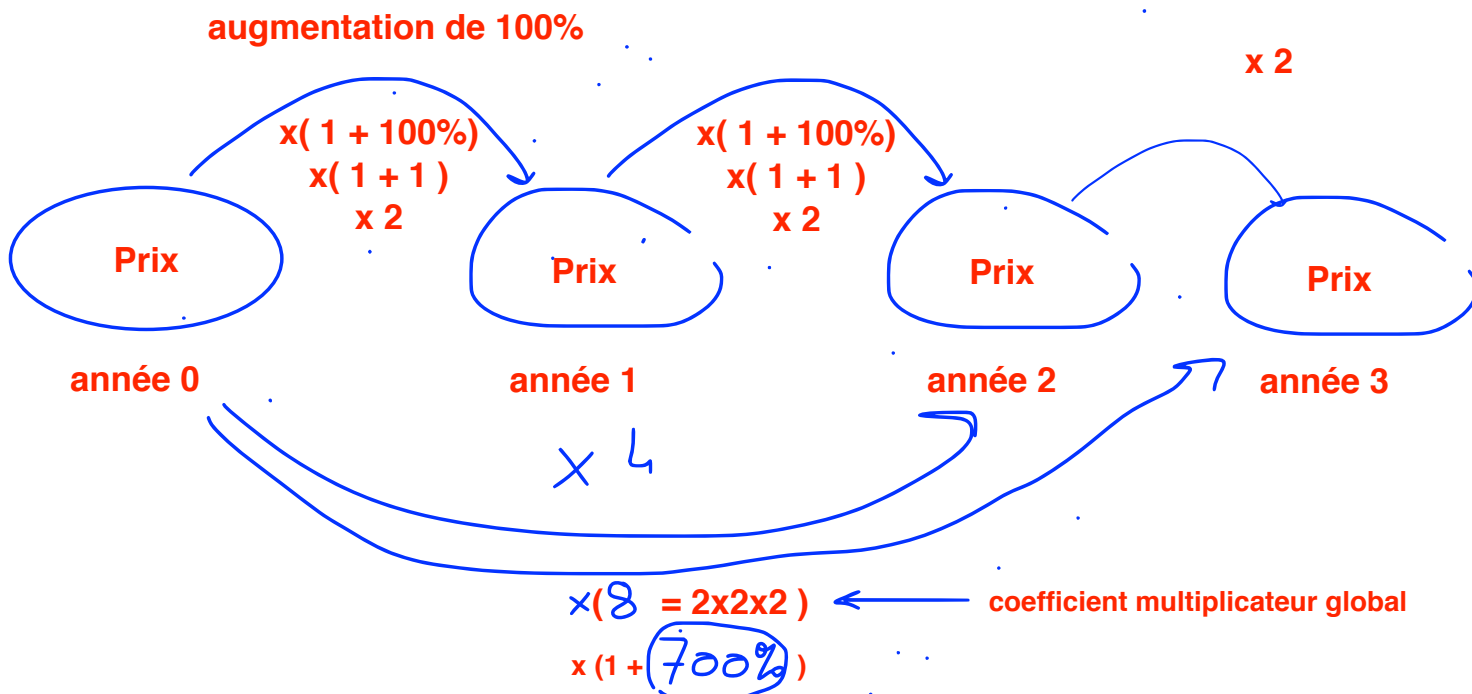 augmentation de 100%
x 2
x( 1 + 100%)
x( 1 + 1 )
x 2
x( 1 + 100%)
x( 1 + 1 )
x 2
Prix
Prix
Prix
Prix
année 0
année 1
année 2
année 3
x 4
x(8 = 2x2x2 )
coefficient multiplicateur global
x (1 + 700% )